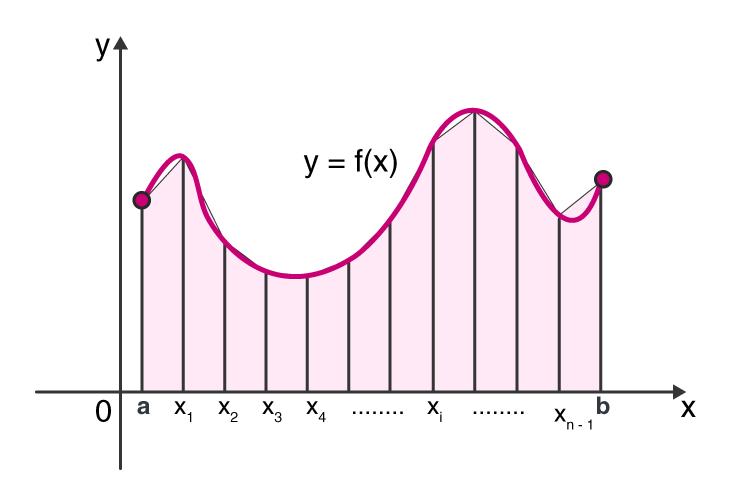 y
y = f(x)
0 a x₁ x₂ x₃ x₄ ........ xᵢ ........ xₙ₋₁ b x